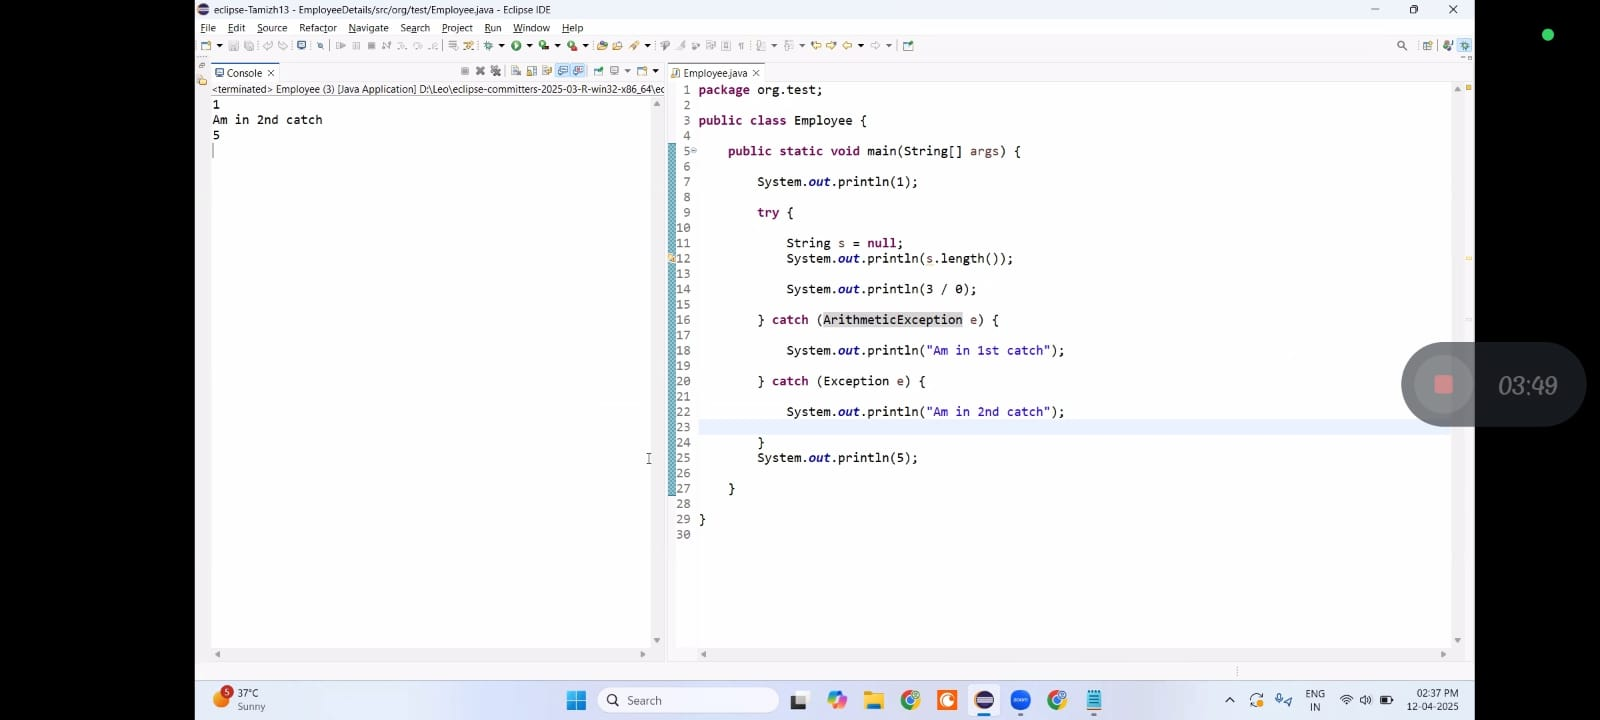 eclipse-Tamizh13 - EmployeeDetails/src/org/test/Employee.java - Eclipse IDE
File Edit Source Refactor Navigate Search Project Run Window Help
Console
Employee.java
<terminated> Employee (3) [Java Application] D:\Leo\eclipse-committers-2025-03-R-win32-x86_64\ec
1
Am in 2nd catch
5
1 package org.test;
2
3 public class Employee {
4
5 public static void main(String[] args) {
6
7 System.out.println(1);
8
9 try {
10
11 String s = null;
12 System.out.println(s.length());
13
14 System.out.println(3 / 0);
15
16 } catch (ArithmeticException e) {
17
18 System.out.println("Am in 1st catch");
19
20 } catch (Exception e) {
21
22 System.out.println("Am in 2nd catch");
23
24 }
25 System.out.println(5);
26
27 }
28
29 }
30
03:49
5
37°C
Sunny
Search
zoom
ENG
IN
02:37 PM
12-04-2025